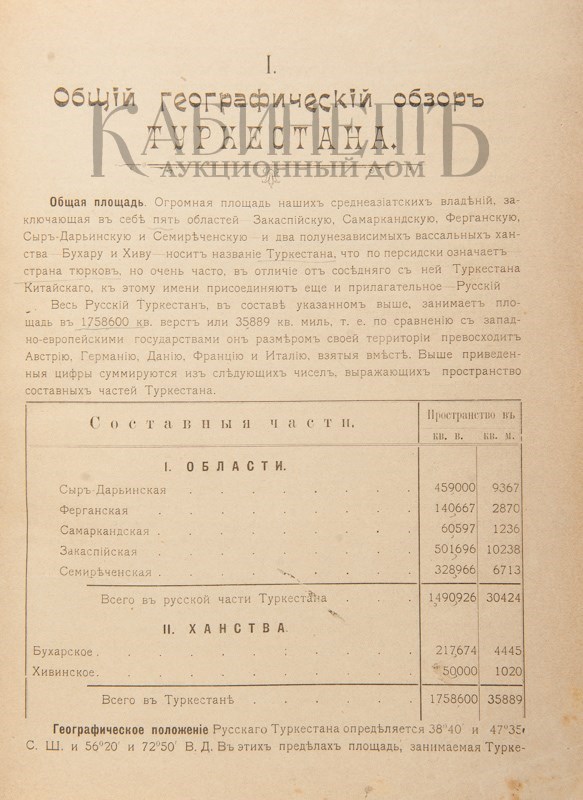 I.
Общій географическій обзоръ
ТУРКЕСТАНА.
КАБИНЕТЪ
АУКЦИОННЫЙ ДОМ
Общая площадь. Огромная площадь нашихъ среднеазіатскихъ владѣній, за-
ключающая въ себѣ пять областей—Закаспійскую, Самаркандскую, Ферганскую,
Сыръ-Дарьинскую и Семирѣченскую—и два полунезависимыхъ вассальныхъ хан-
ства—Бухару и Хиву—носитъ названіе Туркестана, что по персидски означаетъ
страна тюрковъ, но очень часто, въ отличіе отъ сосѣдняго съ ней Туркестана
Китайскаго, къ этому имени присоединяютъ еще и прилагательное—Русскій
Весь Русскій Туркестанъ, въ составѣ указанномъ выше, занимаетъ пло-
щадь въ 1758600 кв. верстъ или 35889 кв. миль, т. е. по сравненію съ запад-
но-европейскими государствами онъ размѣромъ своей территоріи превосходитъ
Австрію, Германію, Данію, Францію и Италію, взятыя вмѣстѣ. Выше приведен-
ныя цифры суммируются изъ слѣдующихъ чиселъ, выражающихъ пространство
составныхъ частей Туркестана.
Составныя части. Пространство въ
кв. в. кв. м.
I. ОБЛАСТИ.
Сыръ-Дарьинская . . . . . . . 459000 9367
Ферганская . . . . . . . 140667 2870
Самаркандская . . . . . . . 60597 1236
Закаспійская . . . . . . . 501696 10238
Семирѣченская . . . . . . . 328966 6713
Всего въ русской части Туркестана . . . 1490926 30424
II. ХАНСТВА.
Бухарское . . . . . . . . 217674 4445
Хивинское . . . . . . . . 50000 1020
Всего въ Туркестанѣ . . . . . 1758600 35889
Географическое положеніе Русскаго Туркестана опредѣляется 38°40′ и 47°35′
С. Ш. и 56°20′ и 72°50′ В. Д. Въ этихъ предѣлахъ площадь, занимаемая Турке-